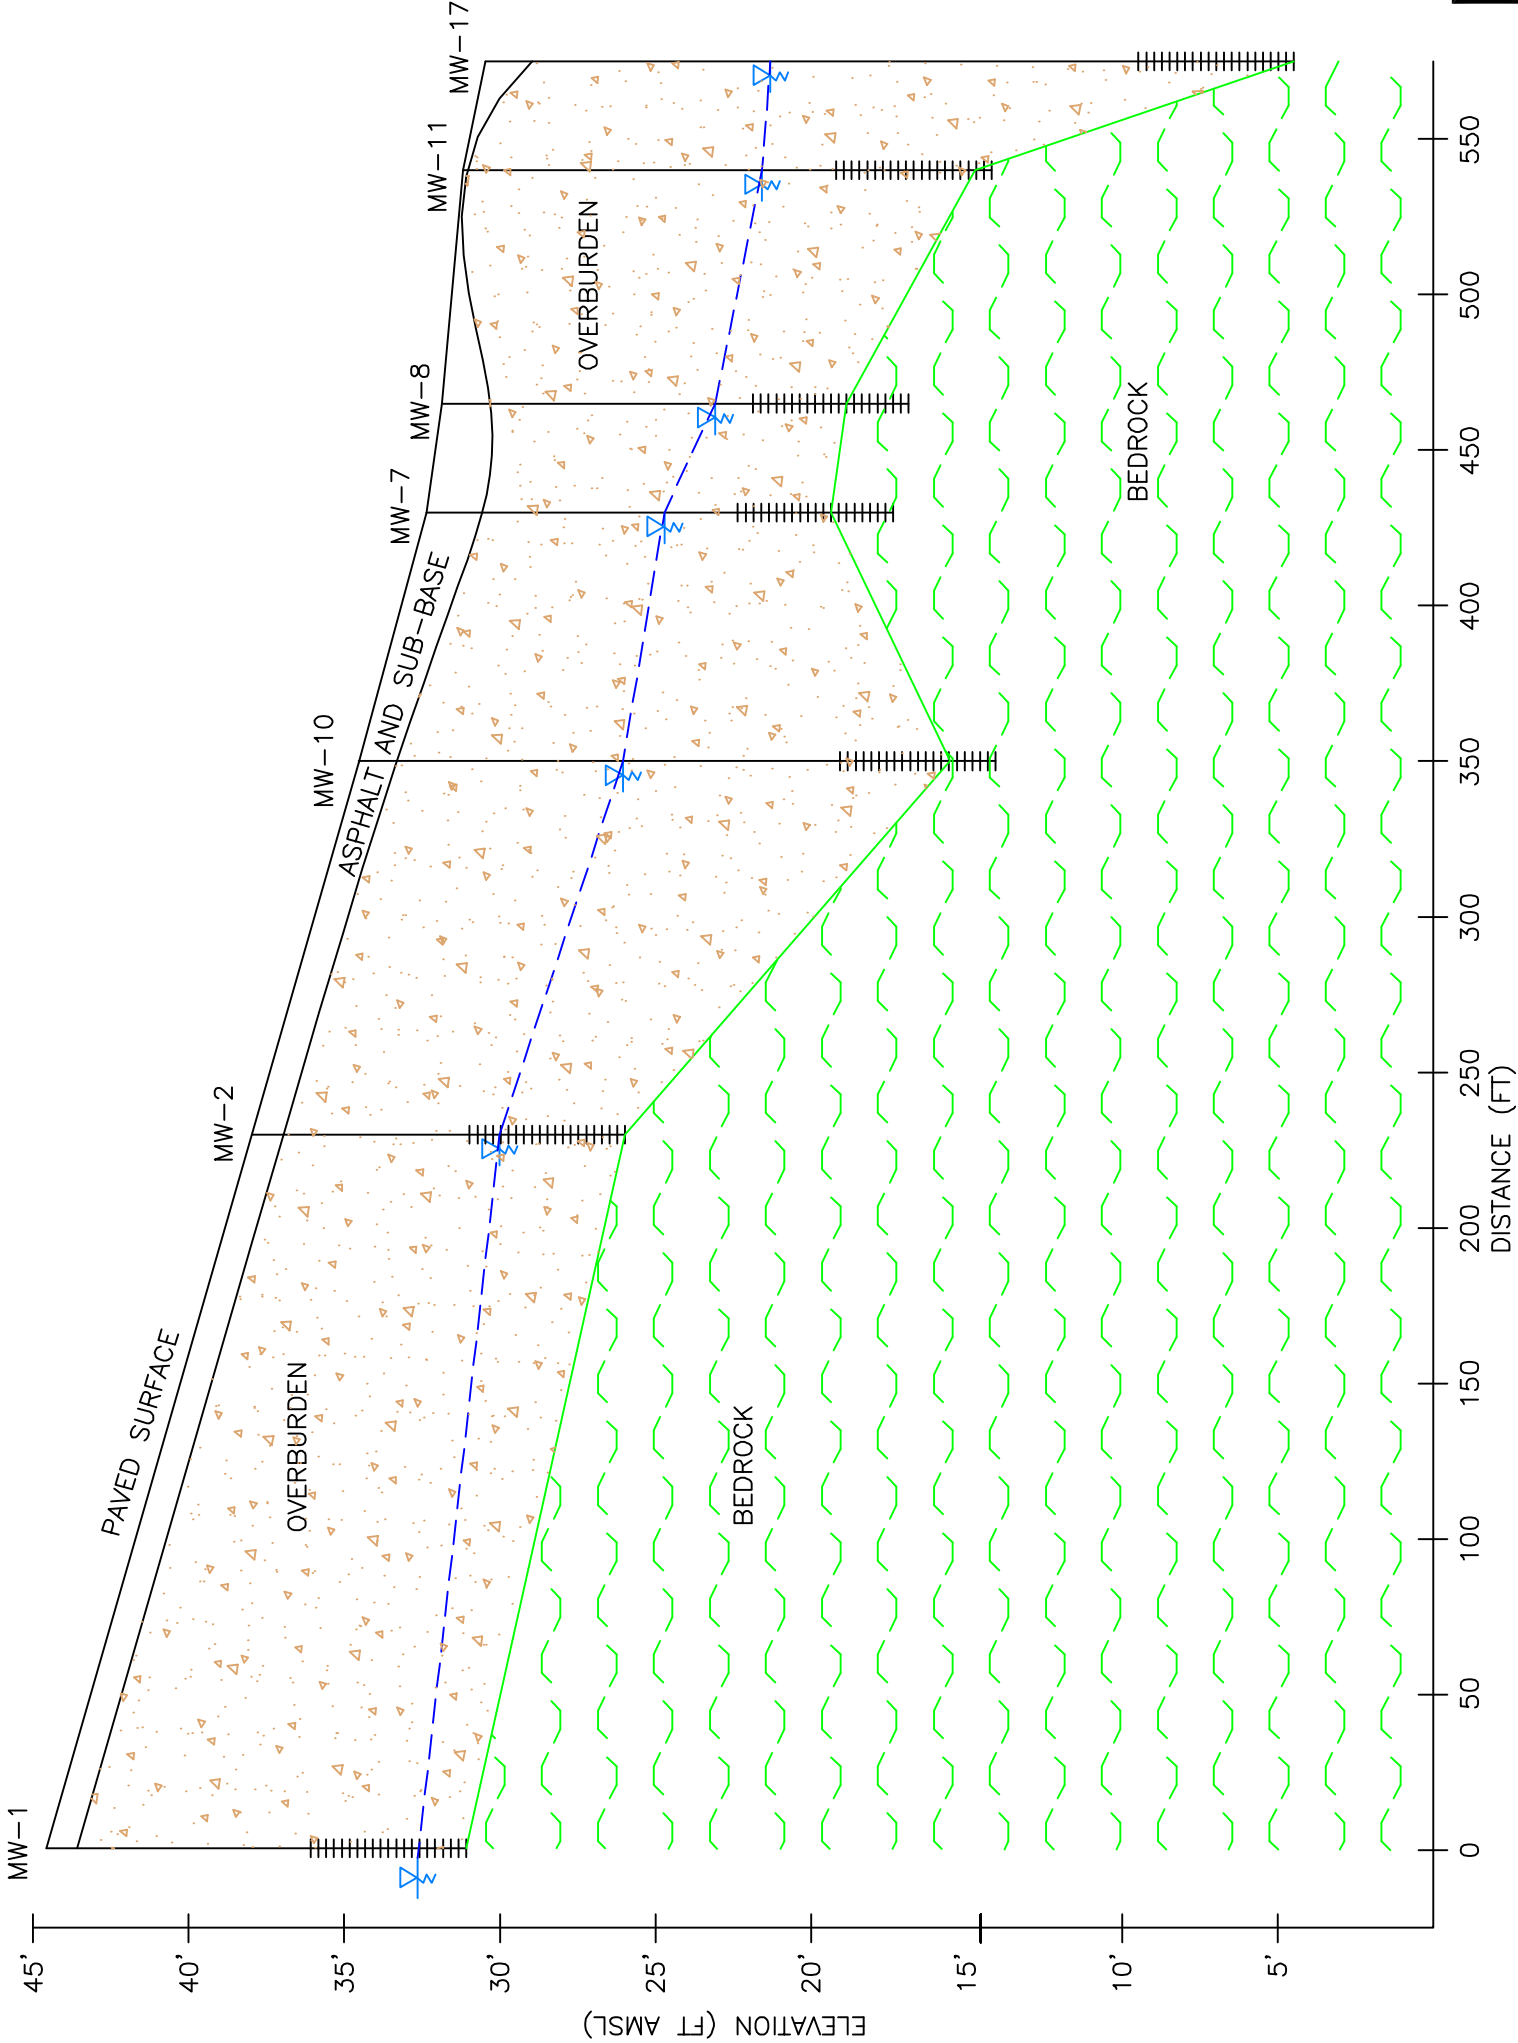 MW-1
MW-2
MW-10
MW-7
MW-8
MW-11
MW-17
PAVED SURFACE
ASPHALT AND SUB-BASE
OVERBURDEN
OVERBURDEN
BEDROCK
BEDROCK
45'
40'
35'
30'
25'
20'
15'
10'
5'
ELEVATION (FT AMSL)
0
50
100
150
200
250
300
350
400
450
500
550
DISTANCE (FT)